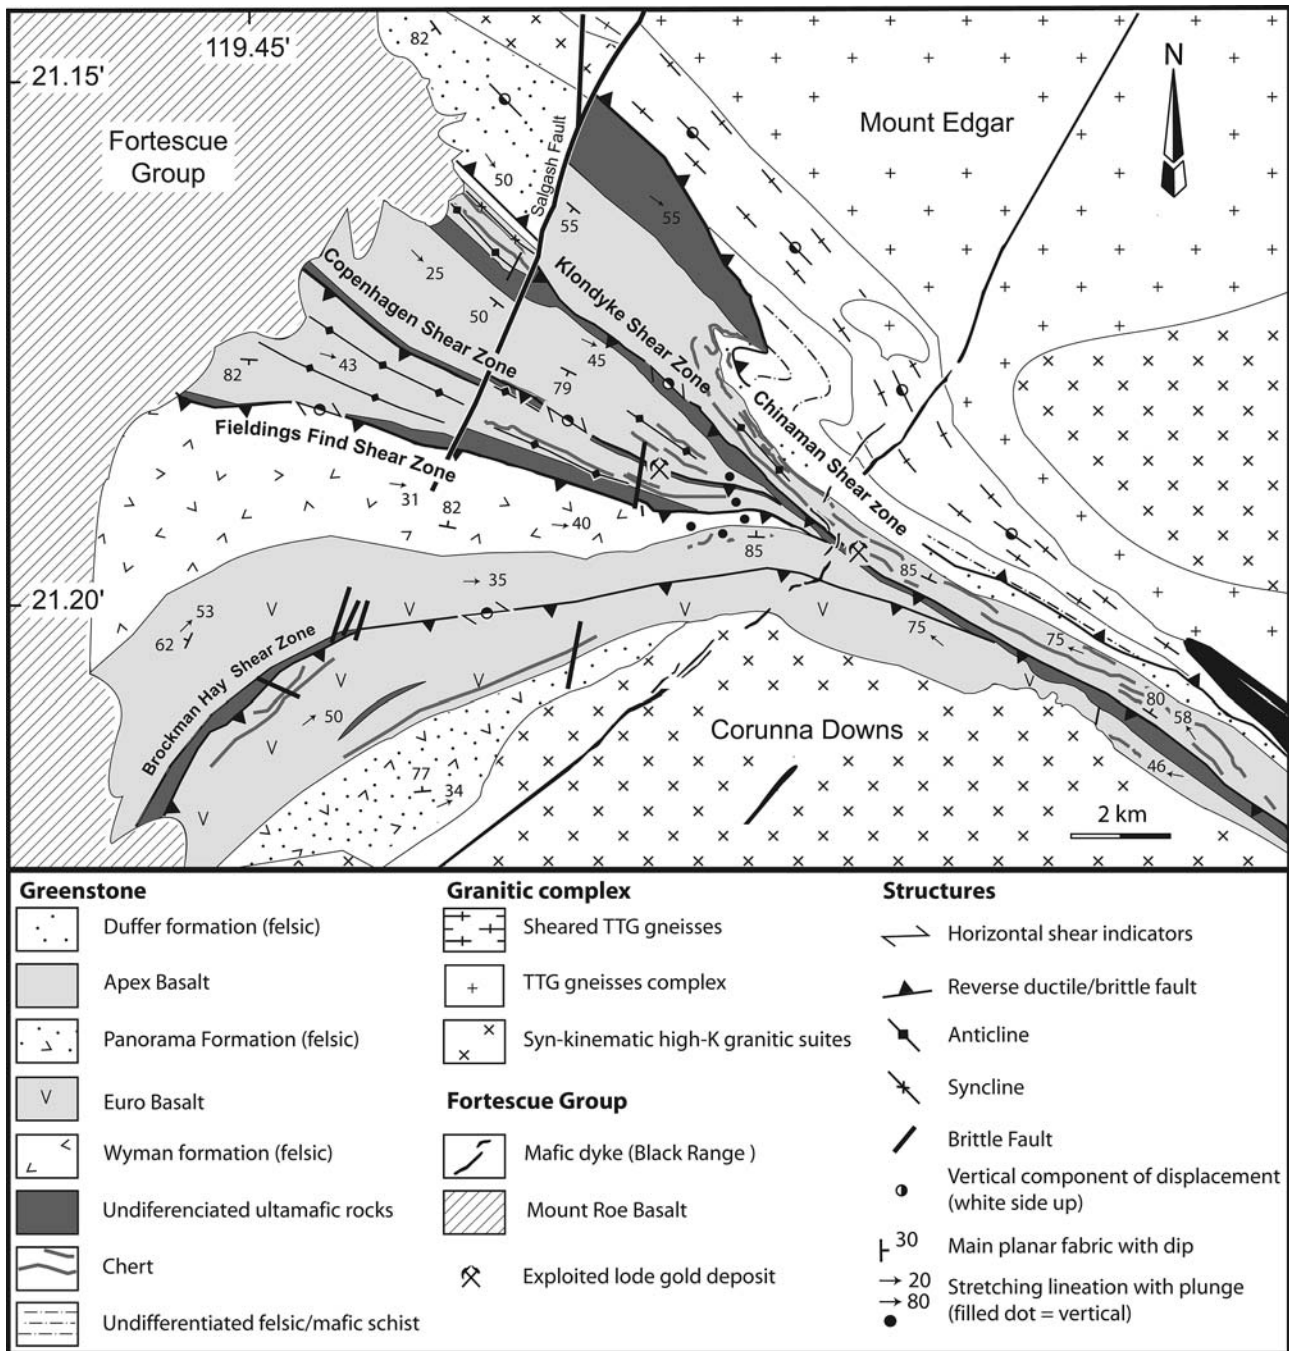 119.45'
82
N
21.15'
Mount Edgar
Fortescue
Group
Salgash Fault
50
55
55
25
Klondyke Shear Zone
Copenhagen Shear Zone
50
45
43
82
79
Chinaman Shear zone
Fieldings Find Shear Zone
31
82
40
85
85
21.20'
35
53
62
75
75
Brockman Hay Shear Zone
80
58
50
Corunna Downs
46
77
34
2 km
Greenstone
Duffer formation (felsic)
Apex Basalt
Panorama Formation (felsic)
Euro Basalt
Wyman formation (felsic)
Undiferenciated ultamafic rocks
Chert
Undifferentiated felsic/mafic schist
Granitic complex
Sheared TTG gneisses
TTG gneisses complex
Syn-kinematic high-K granitic suites
Fortescue Group
Mafic dyke (Black Range )
Mount Roe Basalt
Exploited lode gold deposit
Structures
Horizontal shear indicators
Reverse ductile/brittle fault
Anticline
Syncline
Brittle Fault
Vertical component of displacement
(white side up)
30 Main planar fabric with dip
20 Stretching lineation with plunge
80 (filled dot = vertical)